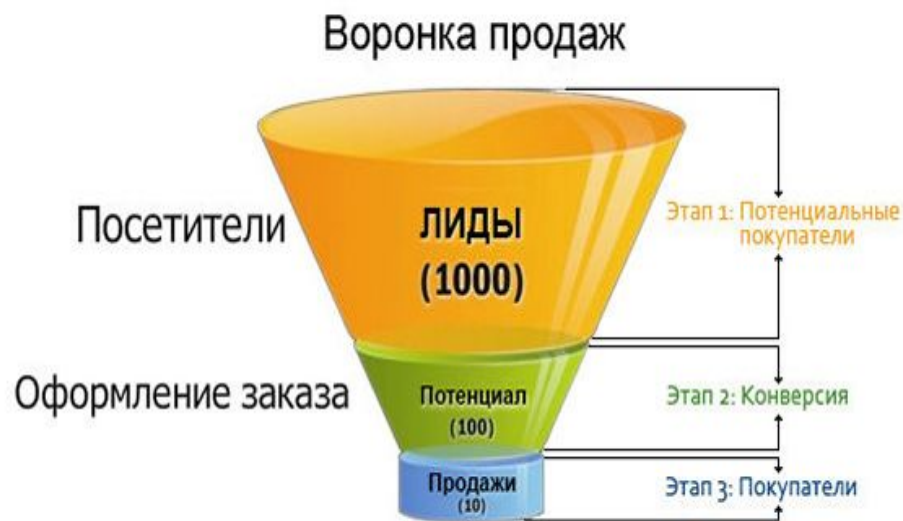 Воронка продаж
Посетители
ЛИДЫ
(1000)
Этап 1: Потенциальные
покупатели
Оформление заказа
Потенциал
(100)
Этап 2: Конверсия
Продажи
(10)
Этап 3: Покупатели